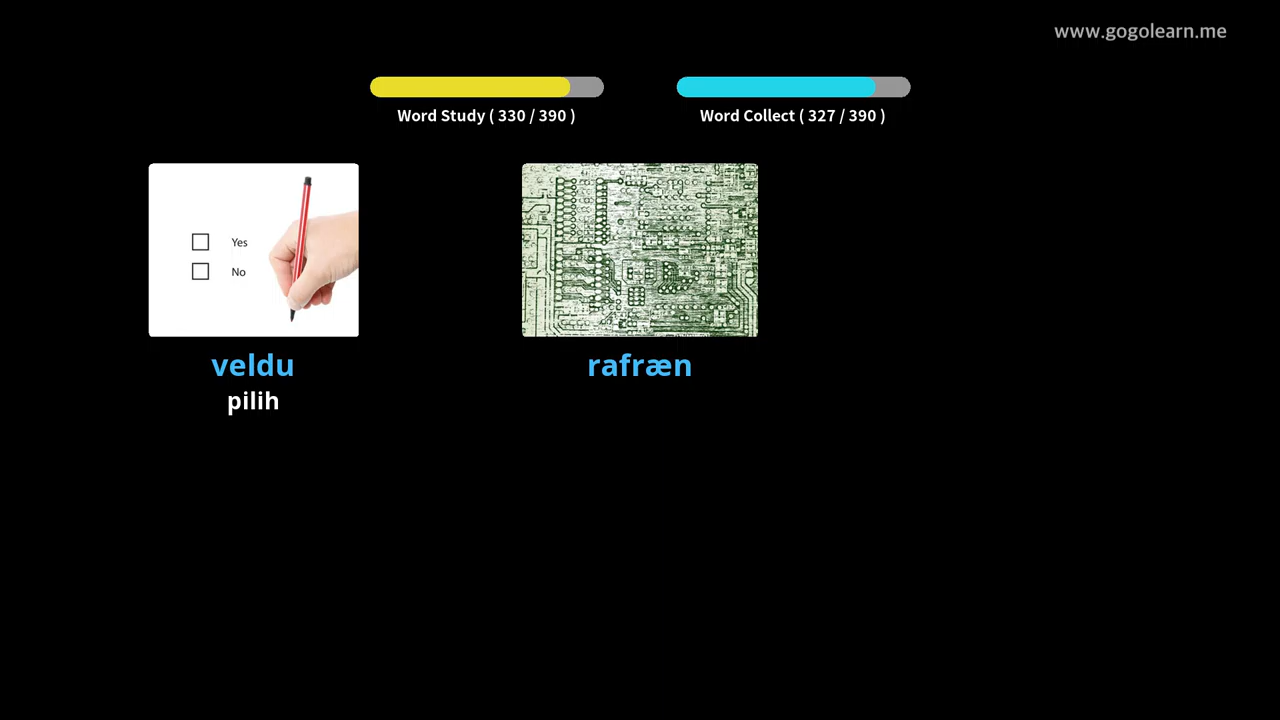 www.gogolearn.me
Word Study ( 330 / 390 )
Word Collect ( 327 / 390 )
Yes
No
veldu
pilih
rafræn